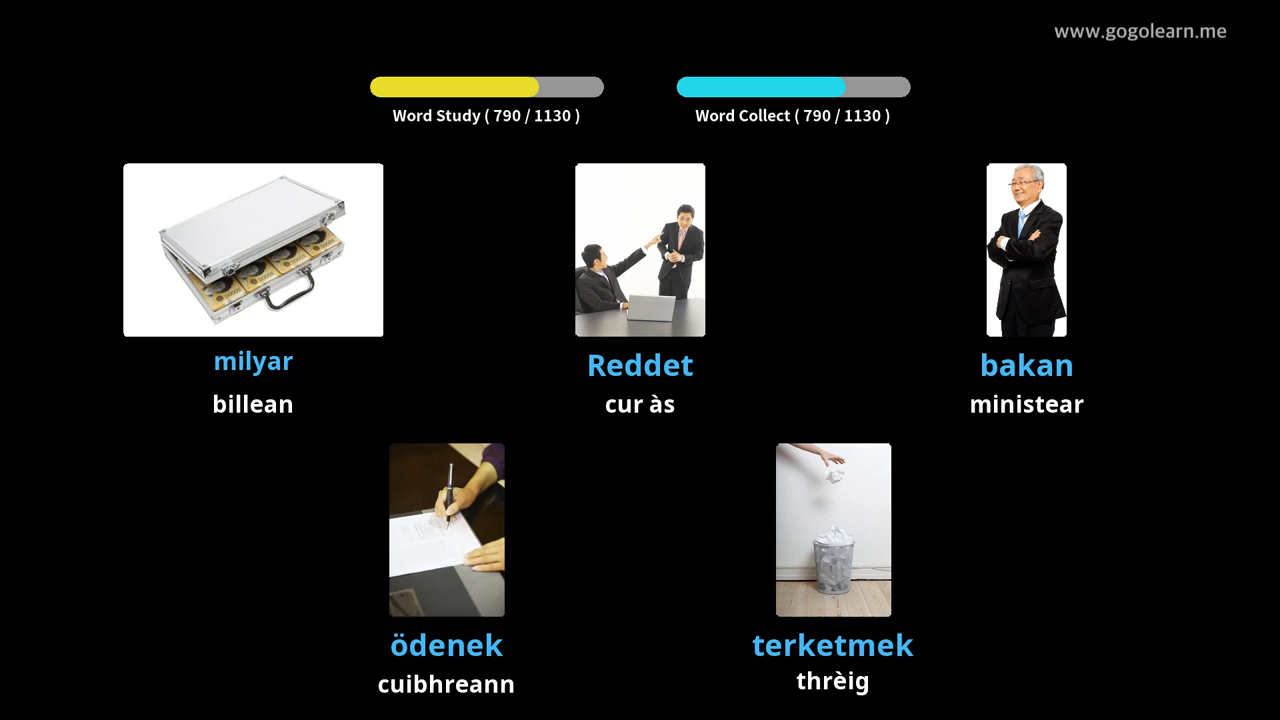 www.gogolearn.me
Word Study ( 790 / 1130 )
Word Collect ( 790 / 1130 )
milyar
billean
Reddet
cur às
bakan
ministear
ödenek
cuibhreann
terketmek
thrèig